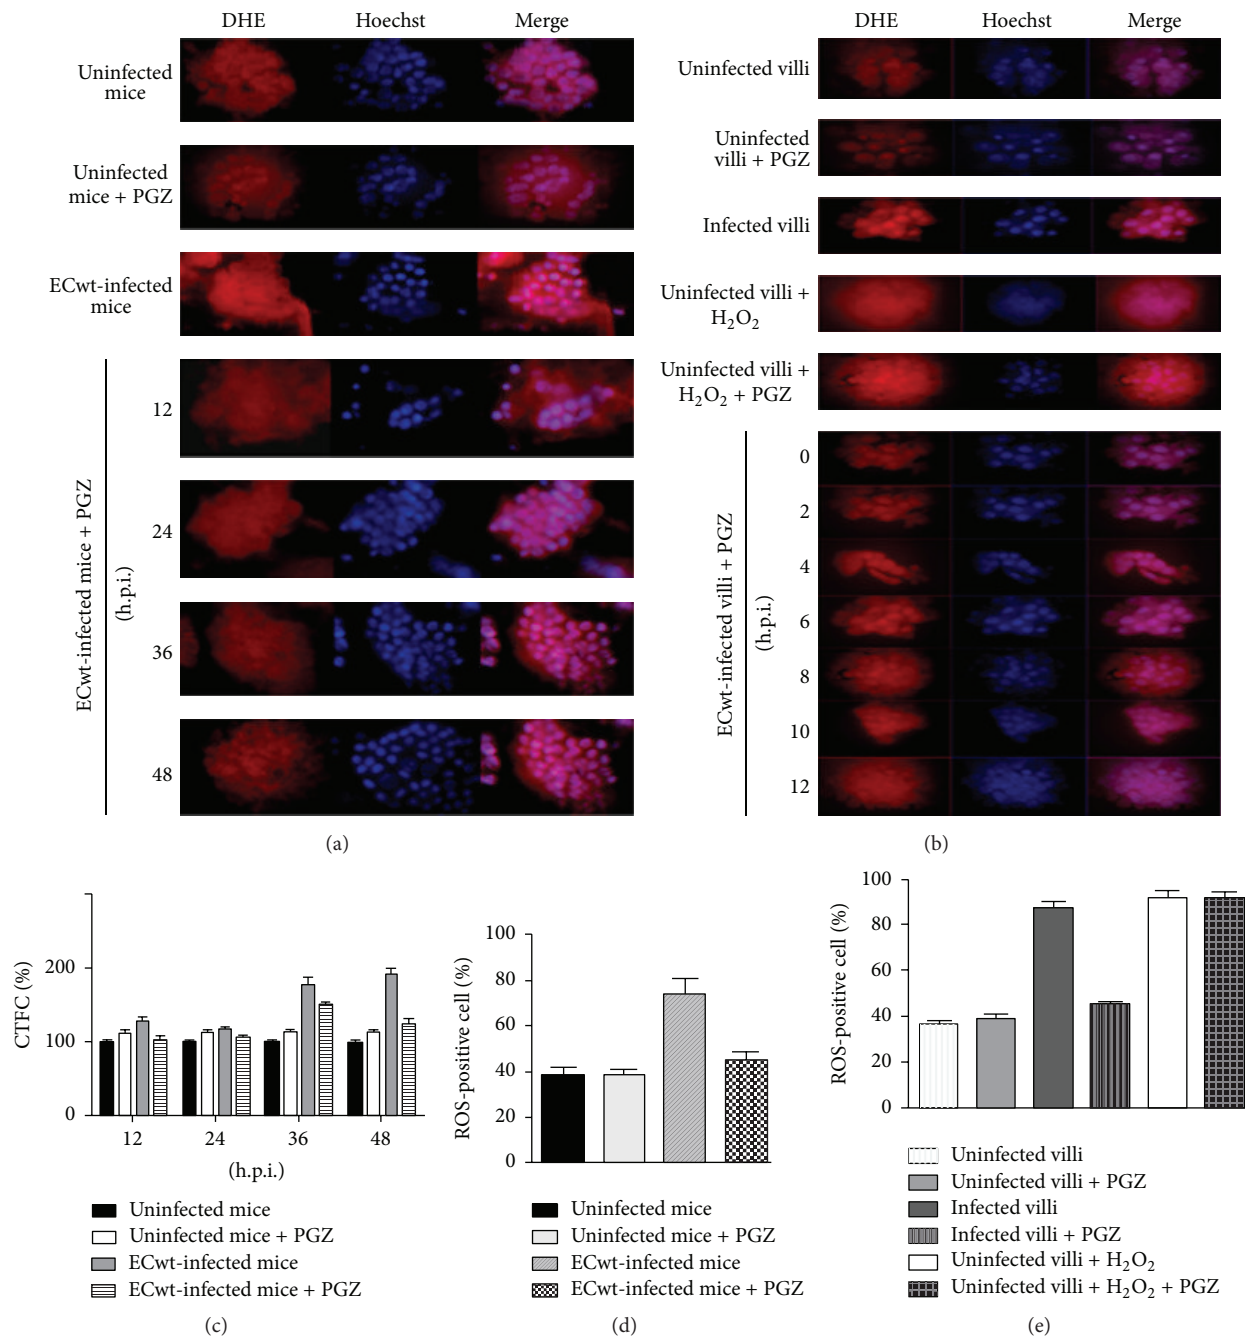 DHE Hoechst Merge
Uninfected
mice
Uninfected
mice + PGZ
ECwt-infected
mice
ECwt-infected mice + PGZ
(h.p.i.)
12
24
36
48
(a)
DHE Hoechst Merge
Uninfected villi
Uninfected
villi + PGZ
Infected villi
Uninfected villi +
H₂O₂
Uninfected villi +
H₂O₂ + PGZ
ECwt-infected villi + PGZ
(h.p.i.)
0
2
4
6
8
10
12
(b)
CTFC (%)
200
100
0
12 24 36 48
(h.p.i.)
Uninfected mice
Uninfected mice + PGZ
ECwt-infected mice
ECwt-infected mice + PGZ
(c)
ROS-positive cell (%)
100
80
60
40
20
0
Uninfected mice
Uninfected mice + PGZ
ECwt-infected mice
ECwt-infected mice + PGZ
(d)
ROS-positive cell (%)
100
80
60
40
20
0
Uninfected villi
Uninfected villi + PGZ
Infected villi
Infected villi + PGZ
Uninfected villi + H₂O₂
Uninfected villi + H₂O₂ + PGZ
(e)